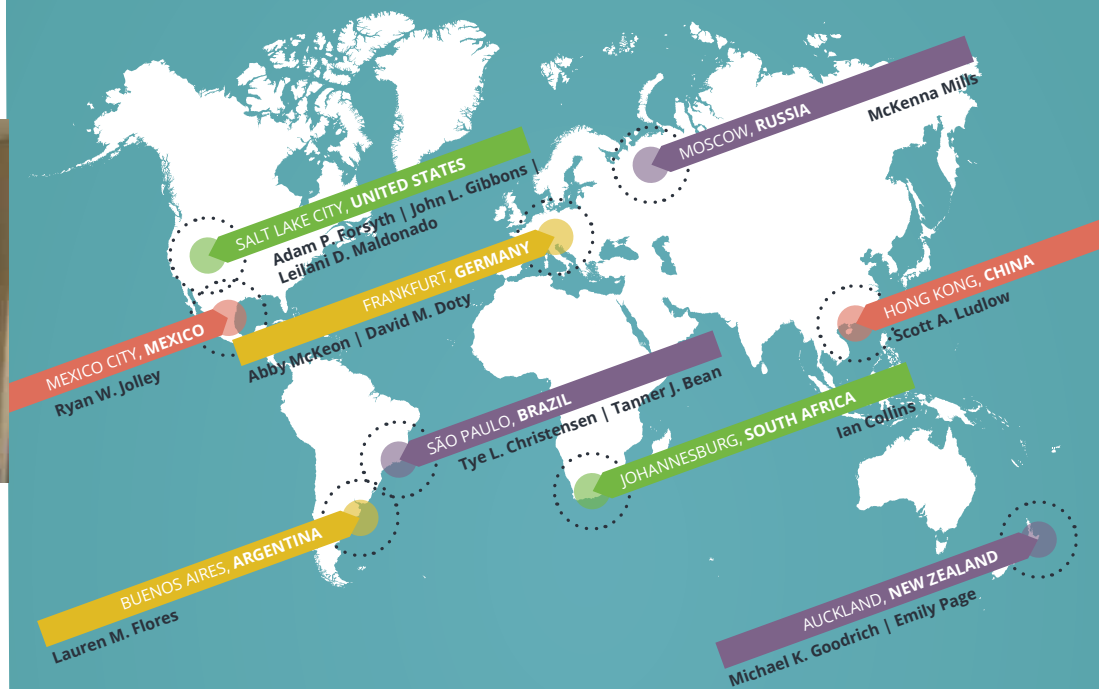 MOSCOW, RUSSIA
McKenna Mills
SALT LAKE CITY, UNITED STATES
Adam P. Forsyth | John L. Gibbons |
Leilani D. Maldonado
FRANKFURT, GERMANY
Abby McKeon | David M. Doty
HONG KONG, CHINA
Scott A. Ludlow
MEXICO CITY, MEXICO
Ryan W. Jolley
SÃO PAULO, BRAZIL
Tye L. Christensen | Tanner J. Bean
JOHANNESBURG, SOUTH AFRICA
Ian Collins
BUENOS AIRES, ARGENTINA
Lauren M. Flores
AUCKLAND, NEW ZEALAND
Michael K. Goodrich | Emily Page